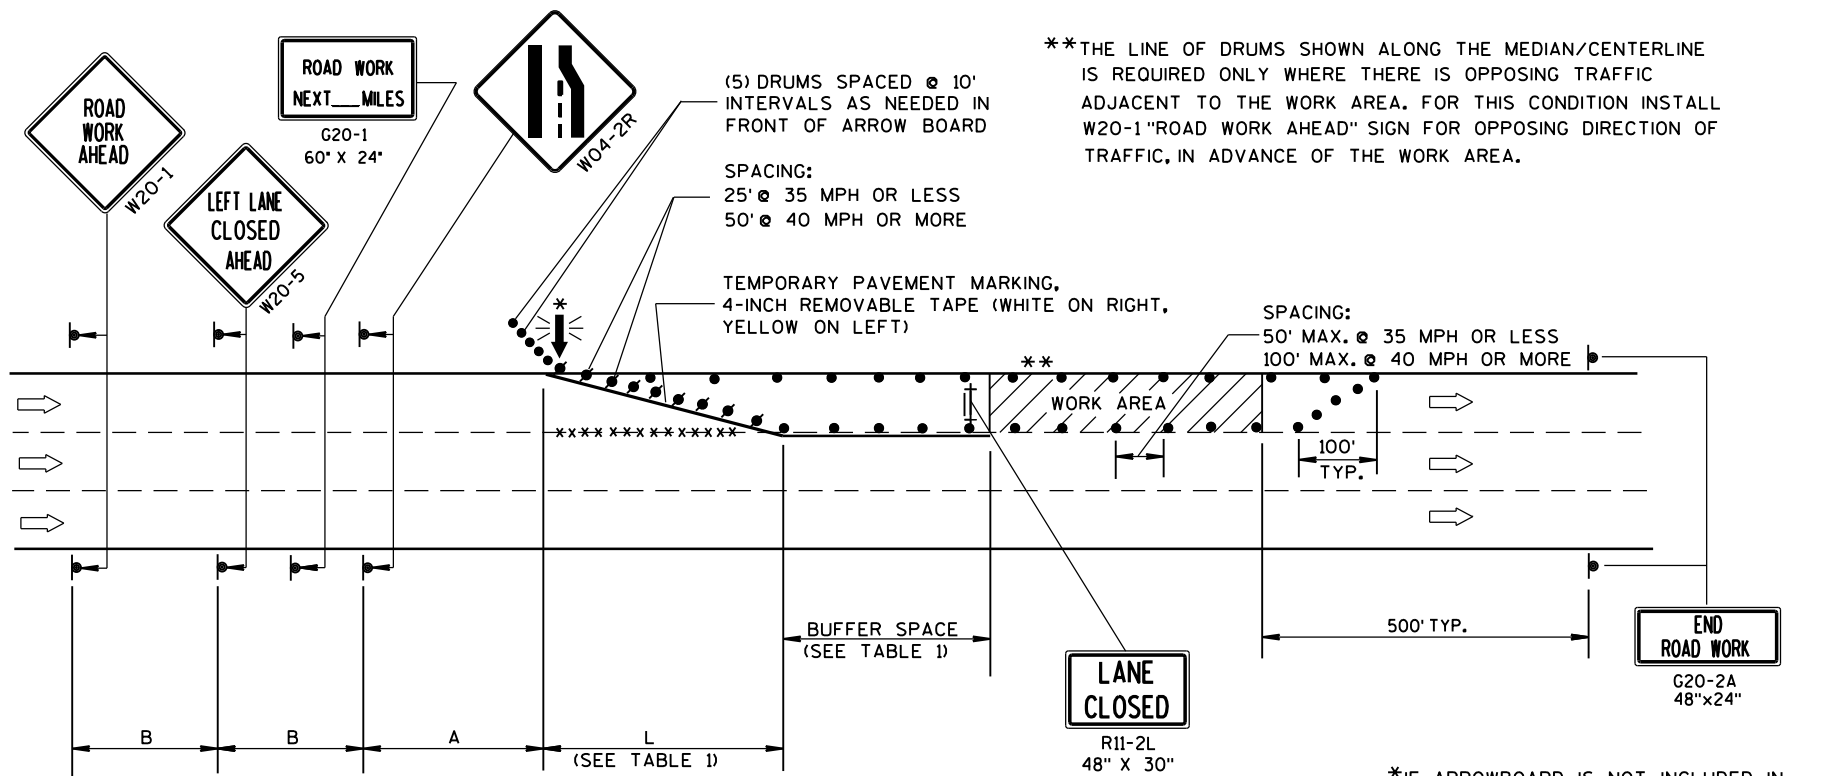 ROAD
WORK
AHEAD
W20-1
ROAD WORK
NEXT___MILES
G20-1
60" X 24"
LEFT LANE
CLOSED
AHEAD
W20-5
W04-2R
(5) DRUMS SPACED @ 10'
INTERVALS AS NEEDED IN
FRONT OF ARROW BOARD
SPACING:
25' @ 35 MPH OR LESS
50' @ 40 MPH OR MORE
TEMPORARY PAVEMENT MARKING,
4-INCH REMOVABLE TAPE (WHITE ON RIGHT,
YELLOW ON LEFT)
**THE LINE OF DRUMS SHOWN ALONG THE MEDIAN/CENTERLINE
IS REQUIRED ONLY WHERE THERE IS OPPOSING TRAFFIC
ADJACENT TO THE WORK AREA. FOR THIS CONDITION INSTALL
W20-1 "ROAD WORK AHEAD" SIGN FOR OPPOSING DIRECTION OF
TRAFFIC, IN ADVANCE OF THE WORK AREA.
SPACING:
50' MAX. @ 35 MPH OR LESS
100' MAX. @ 40 MPH OR MORE
*
**
WORK AREA
xx** **********
100'
TYP.
BUFFER SPACE
(SEE TABLE 1)
500' TYP.
END
ROAD WORK
G20-2A
48"x24"
LANE
CLOSED
R11-2L
48" X 30"
B
B
A
L
(SEE TABLE 1)
*IF ARROWBOARD IS NOT INCLUDED IN